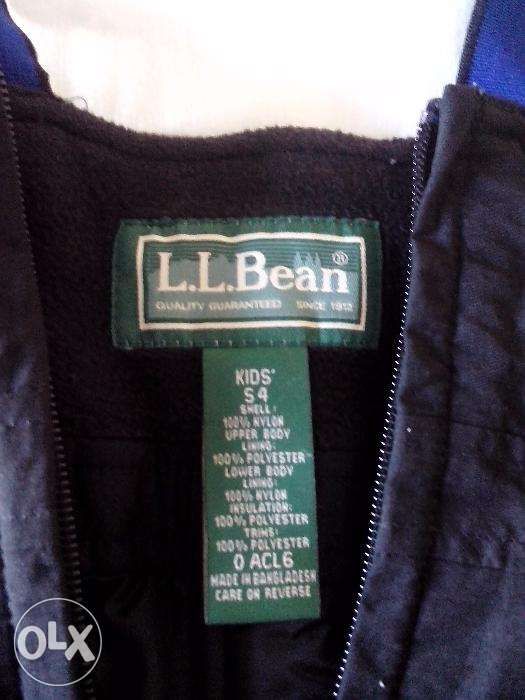 L.L.Bean®
QUALITY GUARANTEED SINCE 1912
KIDS'
S 4
SHELL:
100% NYLON
UPPER BODY
LINING:
100% POLYESTER
LOWER BODY
LINING:
100% NYLON
INSULATION:
100% POLYESTER
TRIMS:
100% POLYESTER
0 ACL6
MADE IN BANGLADESH
CARE ON REVERSE
OLX